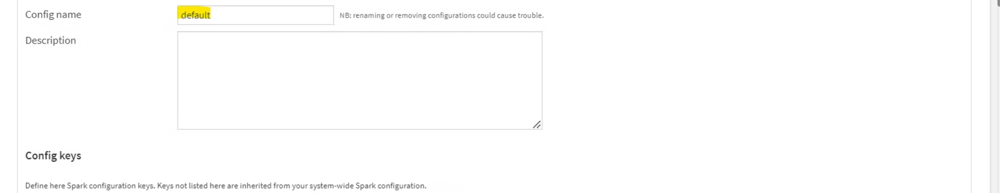 Config name
default
NB: renaming or removing configurations could cause trouble.
Description
Config keys
Define here Spark configuration keys. Keys not listed here are inherited from your system-wide Spark configuration.